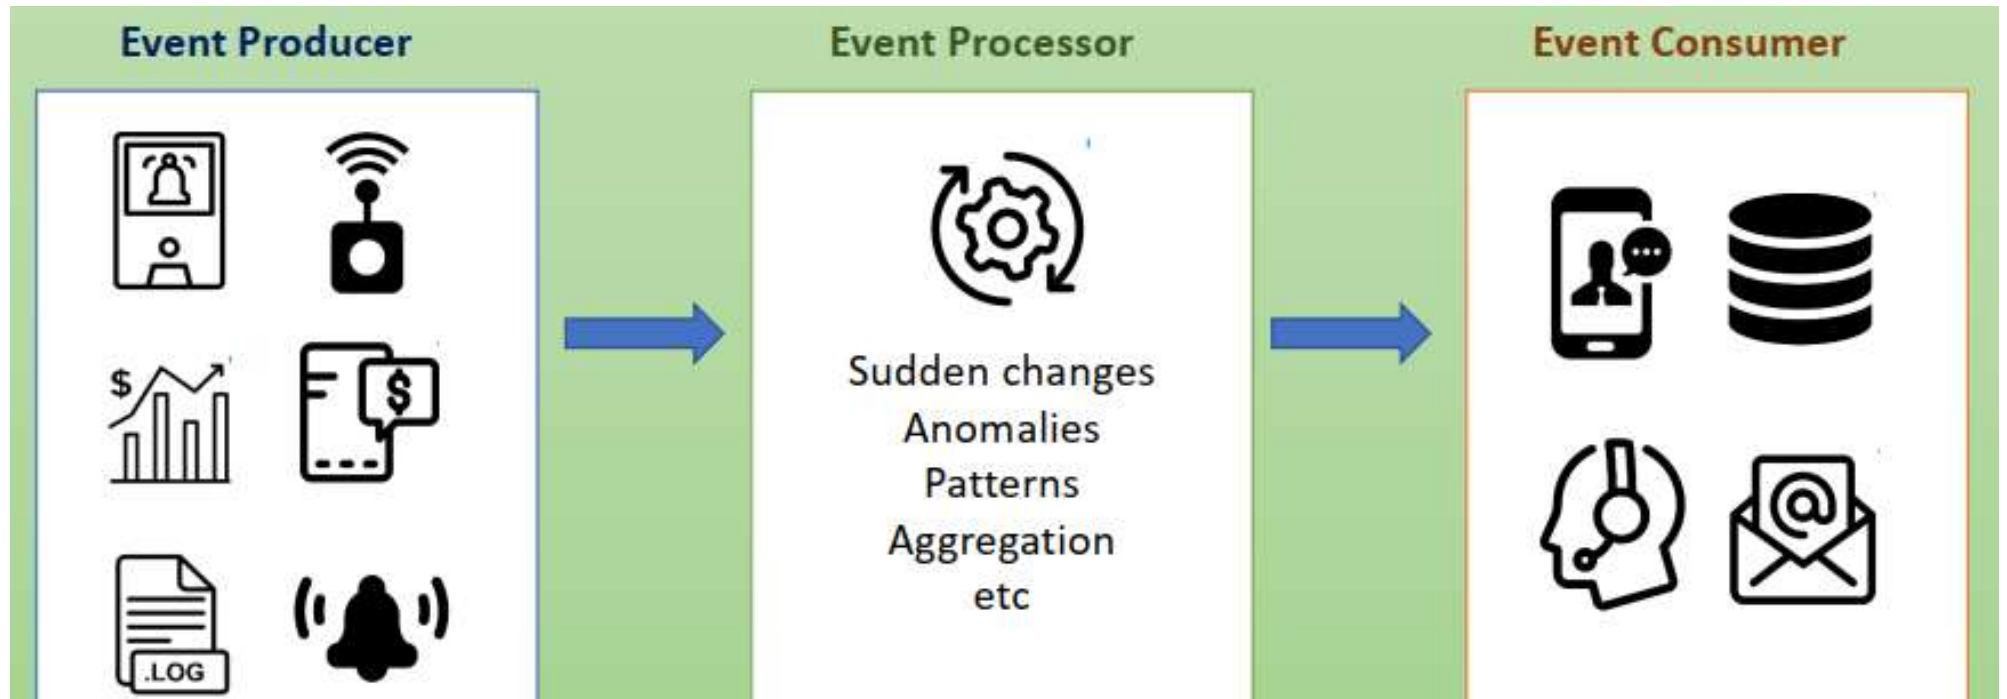 Event Producer
Event Processor
Event Consumer
$
$
.LOG
Sudden changes
Anomalies
Patterns
Aggregation
etc
@